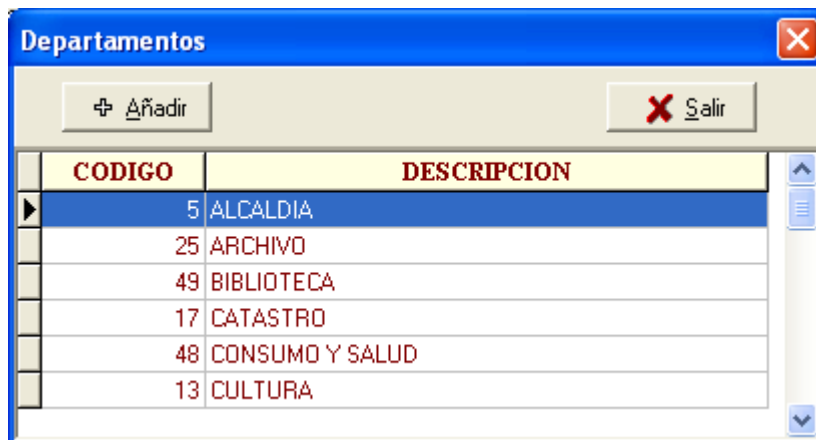 Departamentos
Añadir Salir
CODIGO DESCRIPCION
5 ALCALDIA
25 ARCHIVO
49 BIBLIOTECA
17 CATASTRO
48 CONSUMO Y SALUD
13 CULTURA